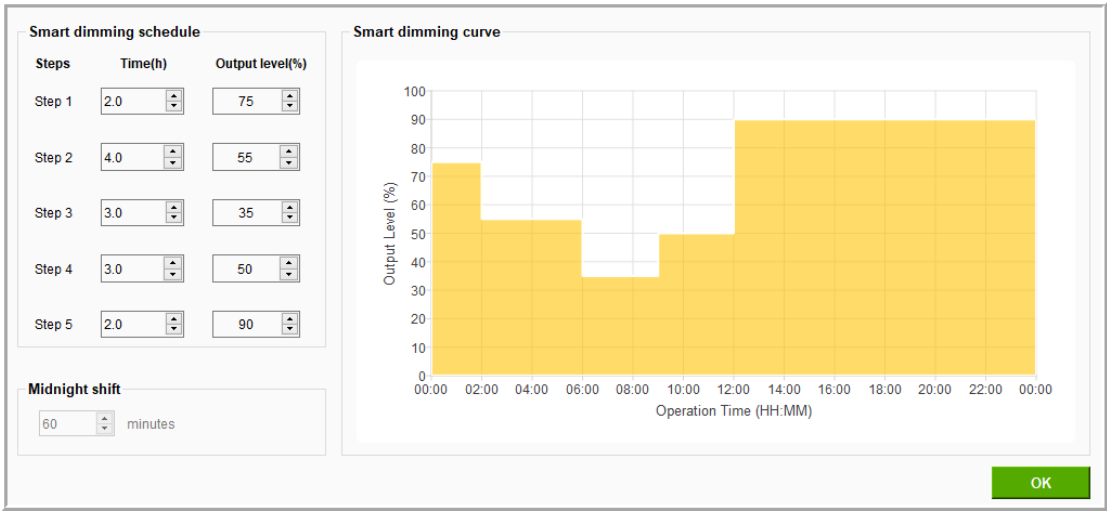 Smart dimming schedule
Steps Time(h) Output level(%)
Step 1 2.0 75
Step 2 4.0 55
Step 3 3.0 35
Step 4 3.0 50
Step 5 2.0 90
Midnight shift
60 minutes
Smart dimming curve
100
90
80
70
60
50
40
30
20
10
0
Output Level (%)
00:00 02:00 04:00 06:00 08:00 10:00 12:00 14:00 16:00 18:00 20:00 22:00 00:00
Operation Time (HH:MM)
OK